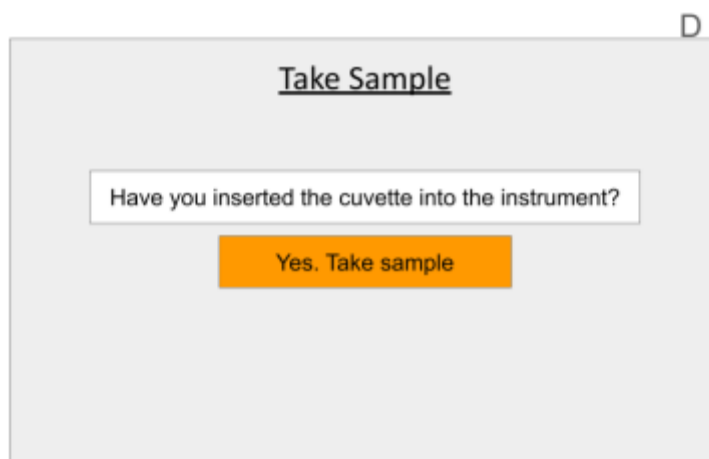 D
Take Sample
Have you inserted the cuvette into the instrument?
Yes. Take sample